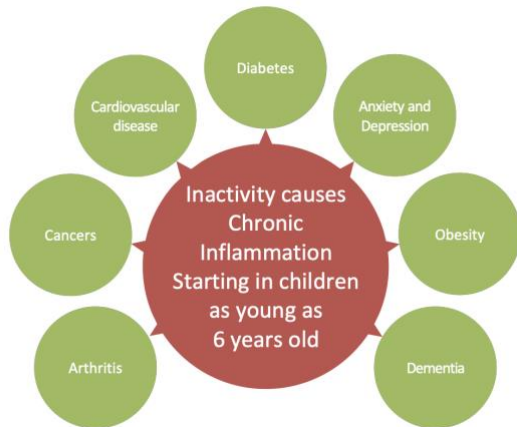 Diabetes
Cardiovascular
disease
Anxiety and
Depression
Cancers
Inactivity causes
Chronic
Inflammation
Starting in children
as young as
6 years old
Obesity
Arthritis
Dementia